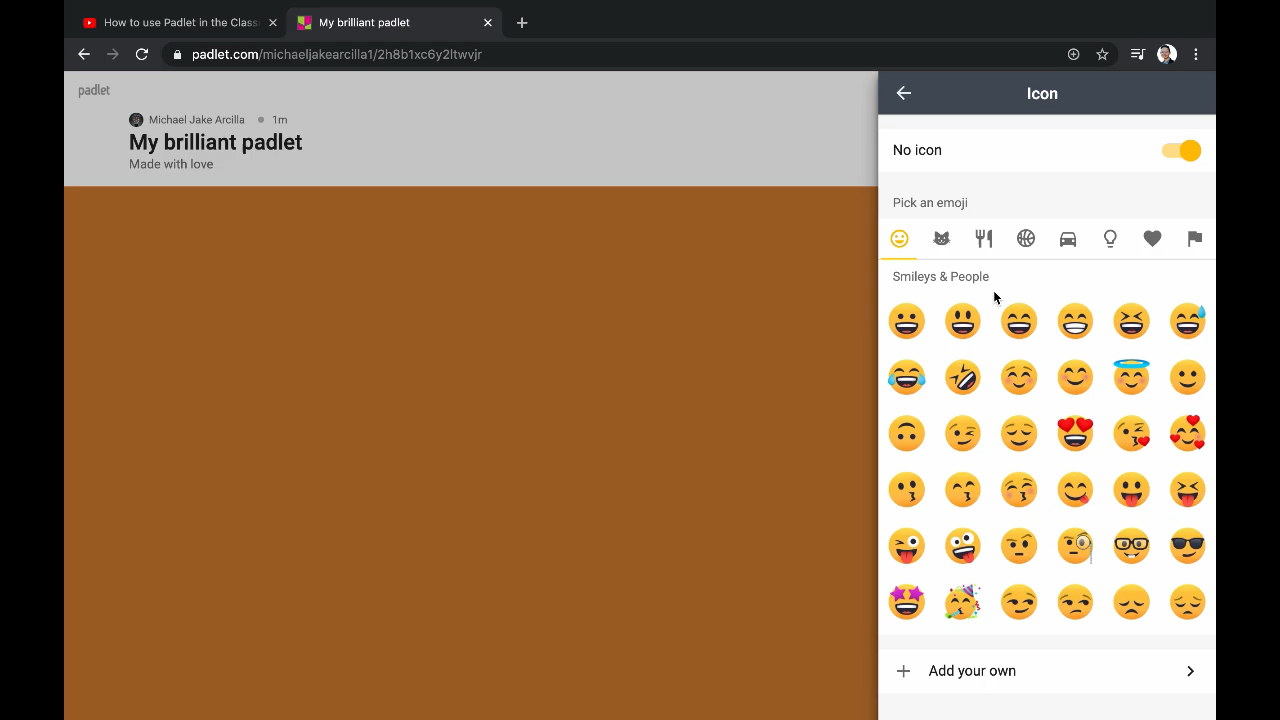 How to use Padlet in the Class
My brilliant padlet
padlet.com/michaeljakearcilla1/2h8b1xc6y2ltwvjr
padlet
Michael Jake Arcilla 1m
My brilliant padlet
Made with love
Icon
No icon
Pick an emoji
Smileys & People
Add your own